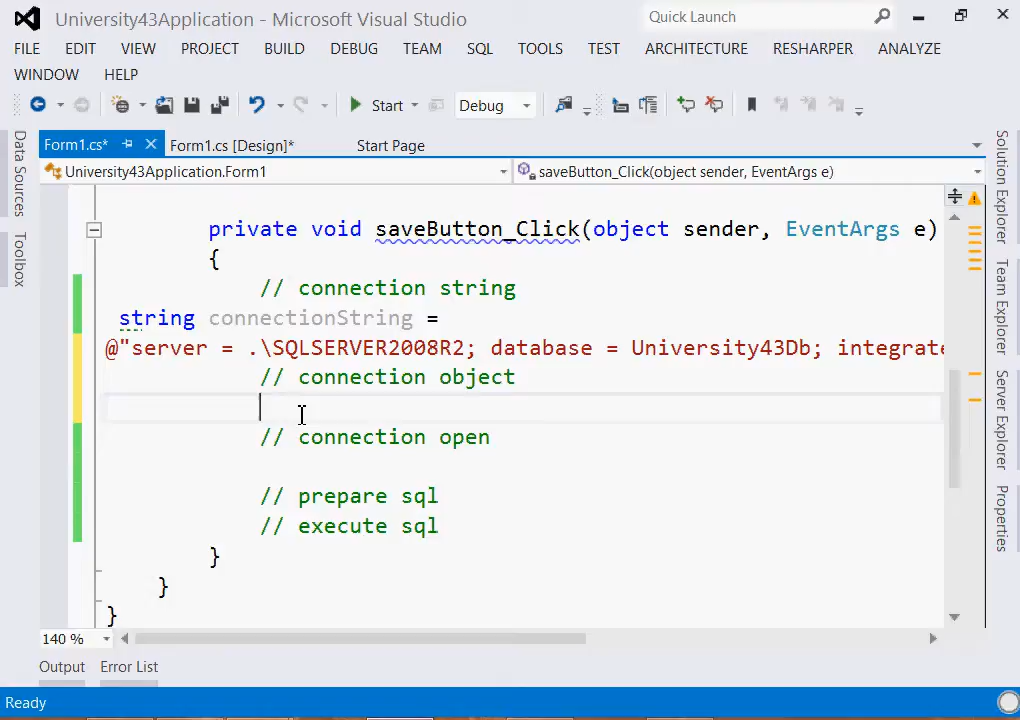 University43Application - Microsoft Visual Studio
Quick Launch
FILE EDIT VIEW PROJECT BUILD DEBUG TEAM SQL TOOLS TEST ARCHITECTURE RESHARPER ANALYZE
WINDOW HELP
Start Debug
Form1.cs* Form1.cs [Design]* Start Page
University43Application.Form1 saveButton_Click(object sender, EventArgs e)
private void saveButton_Click(object sender, EventArgs e)
{
// connection string
string connectionString =
@"server = .\SQLSERVER2008R2; database = University43Db; integrate
// connection object
// connection open
// prepare sql
// execute sql
}
}
}
140 %
Output Error List
Ready
Data Sources
Toolbox
Solution Explorer
Team Explorer
Server Explorer
Properties